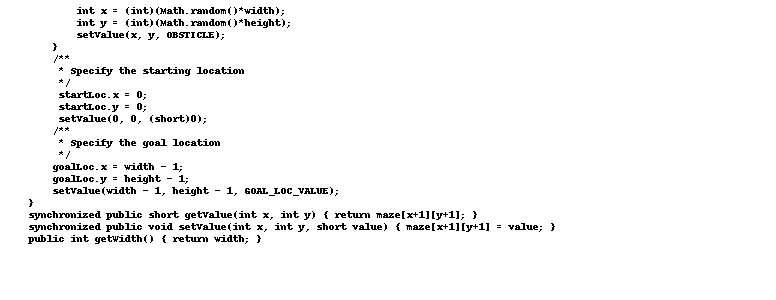 int x = (int)(Math.random()*width);
int y = (int)(Math.random()*height);
setValue(x, y, OBSTICLE);
}
/**
* Specify the starting location
*/
startLoc.x = 0;
startLoc.y = 0;
setValue(0, 0, (short)0);
/**
* Specify the goal location
*/
goalLoc.x = width - 1;
goalLoc.y = height - 1;
setValue(width - 1, height - 1, GOAL_LOC_VALUE);
}
synchronized public short getValue(int x, int y) { return maze[x+1][y+1]; }
synchronized public void setValue(int x, int y, short value) { maze[x+1][y+1] = value; }
public int getWidth() { return width; }